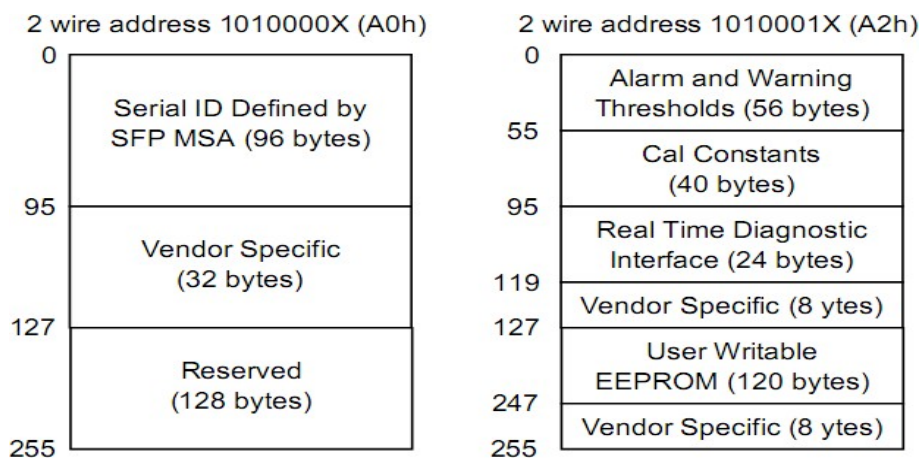 2 wire address 1010000X (A0h)
0
Serial ID Defined by
SFP MSA (96 bytes)
95
Vendor Specific
(32 bytes)
127
Reserved
(128 bytes)
255
2 wire address 1010001X (A2h)
0
Alarm and Warning
Thresholds (56 bytes)
55
Cal Constants
(40 bytes)
95
Real Time Diagnostic
Interface (24 bytes)
119
Vendor Specific (8 ytes)
127
User Writable
EEPROM (120 bytes)
247
Vendor Specific (8 ytes)
255